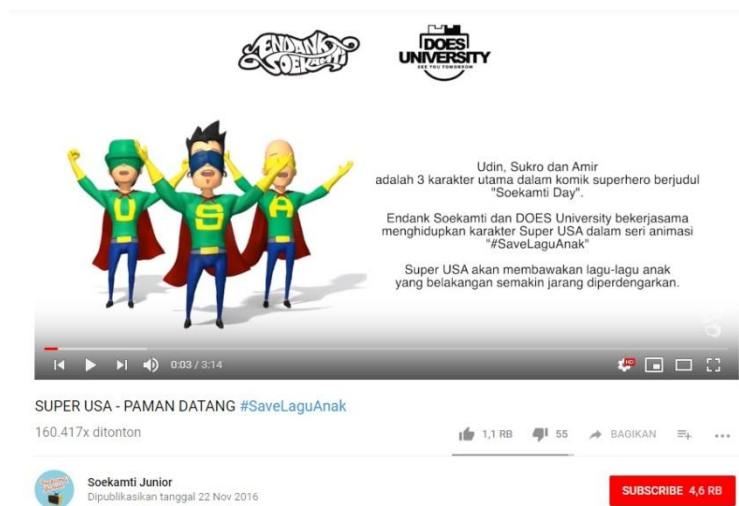 ENDANK
SOEKAMTI
DOES
UNIVERSITY
SEE YOU TOMORROW
Udin, Sukro dan Amir
adalah 3 karakter utama dalam komik superhero berjudul
"Soekamti Day".
Endank Soekamti dan DOES University bekerjasama
menghidupkan karakter Super USA dalam seri animasi
"#SaveLaguAnak"
Super USA akan membawakan lagu-lagu anak
yang belakangan semakin jarang diperdengarkan.
U S A
0:03 / 3:14
HD
SUPER USA - PAMAN DATANG #SaveLaguAnak
160.417x ditonton
1,1 RB 55 BAGIKAN
Soekamti Junior
Dipublikasikan tanggal 22 Nov 2016
SUBSCRIBE 4,6 RB